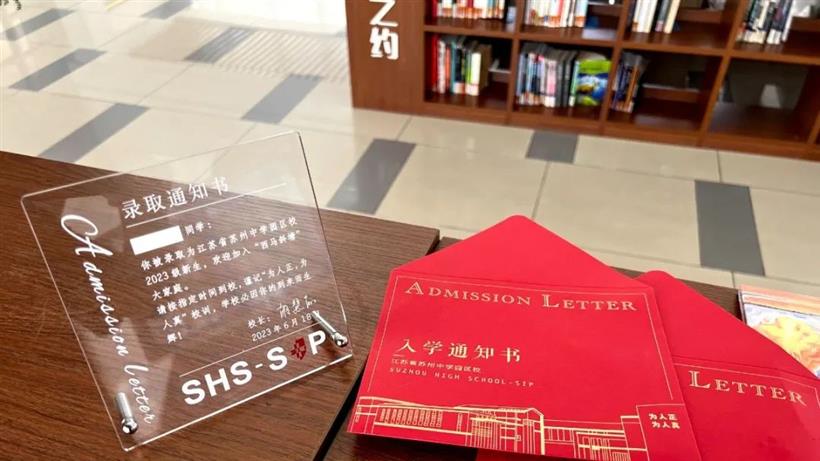 之约
录取通知书
同学：
你被录取为江苏省苏州中学园区校
2023级新生，欢迎加入“西马
大家庭。
请按指定时间到校，谨记“为人正，为
人真”校训，学校必因你的到来而生
辉！
校长：
2023年6月18日
Admission Letter
SHS-S P
ADMISSION LETTER
入学通知书
江苏省苏州中学园区校
SUZHOU HIGH SCHOOL-SIP
为人正
为人真
LETTER